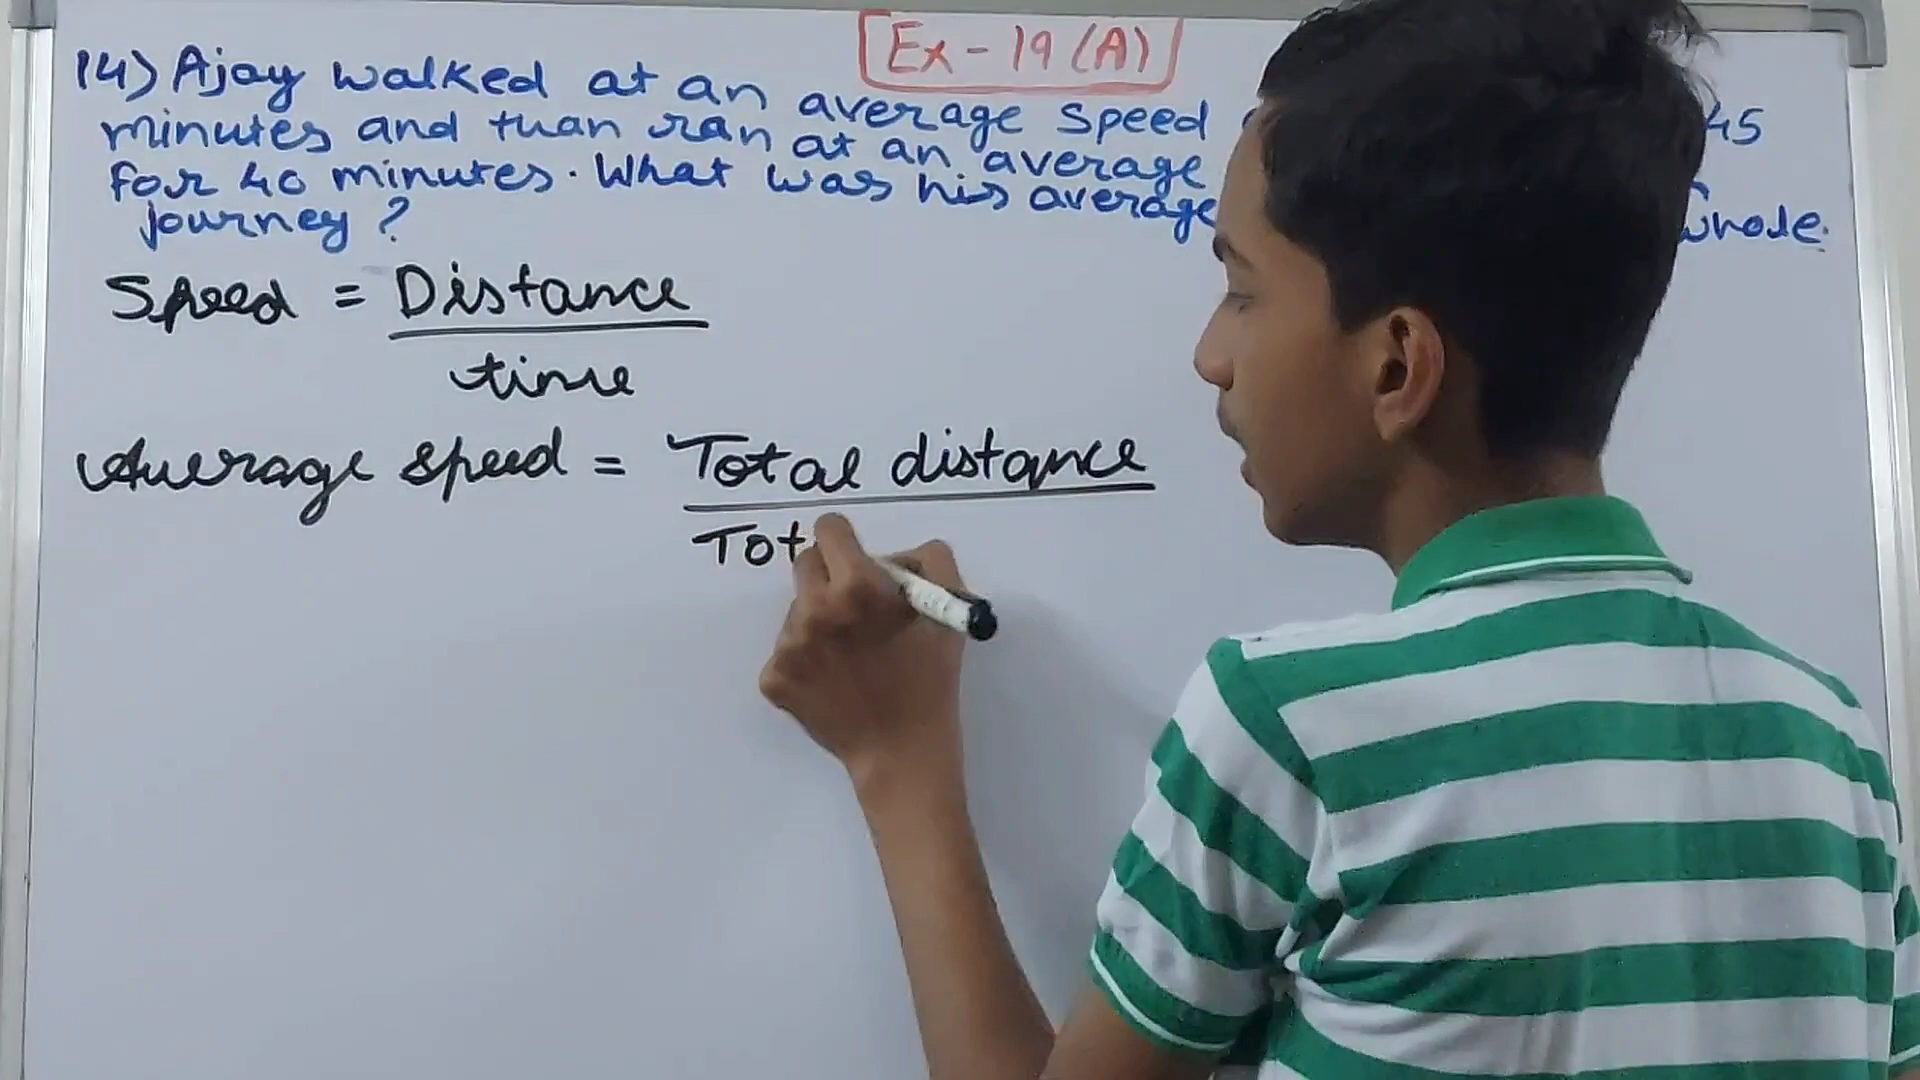 Ex - 19 (A)
14) Ajay walked at an average speed 45
minutes and than ran at an average
for 40 minutes. What was his average whole.
journey ?
Speed = Distance
time
Average speed = Total distance
Tot